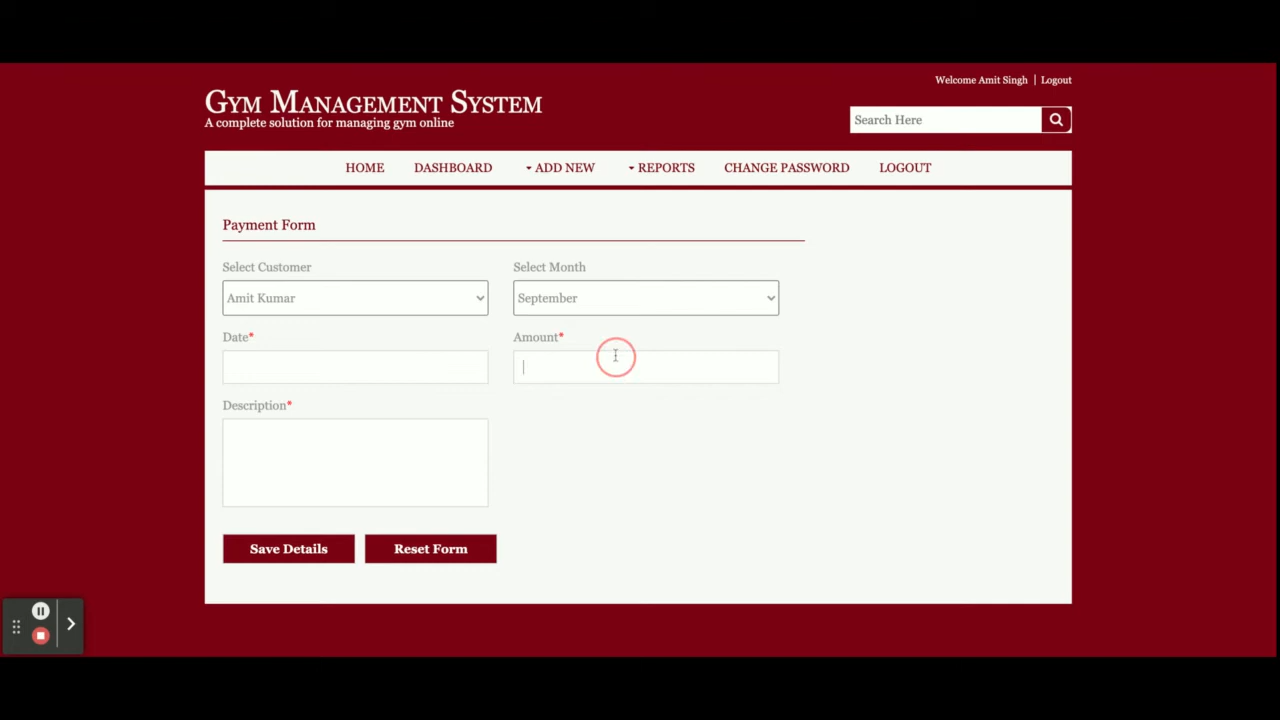 Welcome Amit Singh | Logout
Gym Management System
A complete solution for managing gym online
Search Here
HOME DASHBOARD ADD NEW REPORTS CHANGE PASSWORD LOGOUT
Payment Form
Select Customer Select Month
Amit Kumar September
Date* Amount*
Description*
Save Details Reset Form